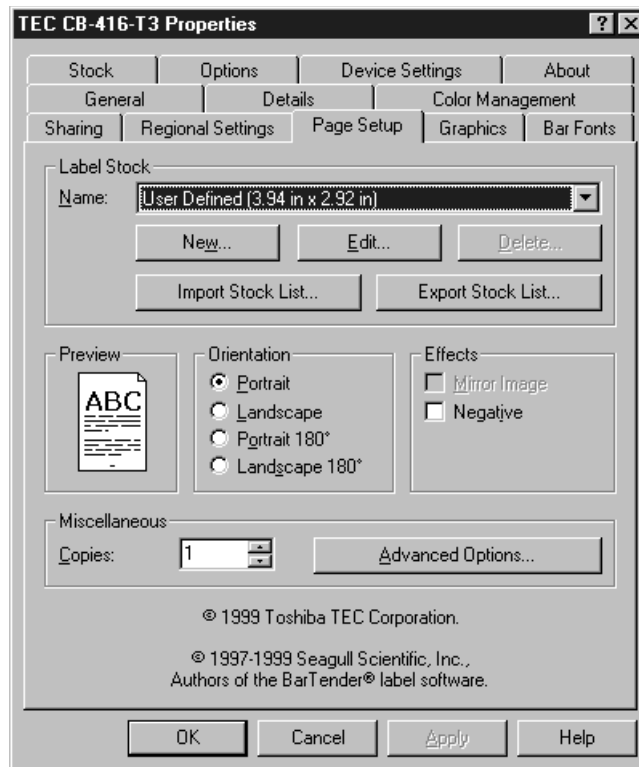 TEC CB-416-T3 Properties
Stock Options Device Settings About
General Details Color Management
Sharing Regional Settings Page Setup Graphics Bar Fonts
Label Stock
Name: User Defined (3.94 in x 2.92 in)
New... Edit... Delete...
Import Stock List... Export Stock List...
Preview Orientation Effects
ABC
Portrait Mirror Image
Landscape Negative
Portrait 180°
Landscape 180°
Miscellaneous
Copies: 1 Advanced Options...
© 1999 Toshiba TEC Corporation.
© 1997-1999 Seagull Scientific, Inc.,
Authors of the BarTender® label software.
OK Cancel Apply Help